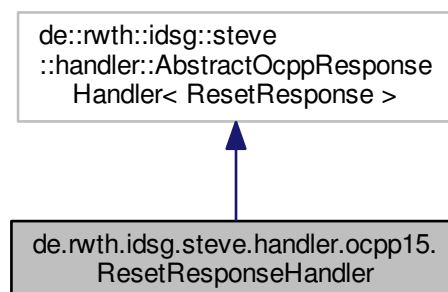 de::rwth::idsg::steve
::handler::AbstractOcppResponse
Handler< ResetResponse >
de.rwth.idsg.steve.handler.ocpp15.
ResetResponseHandler